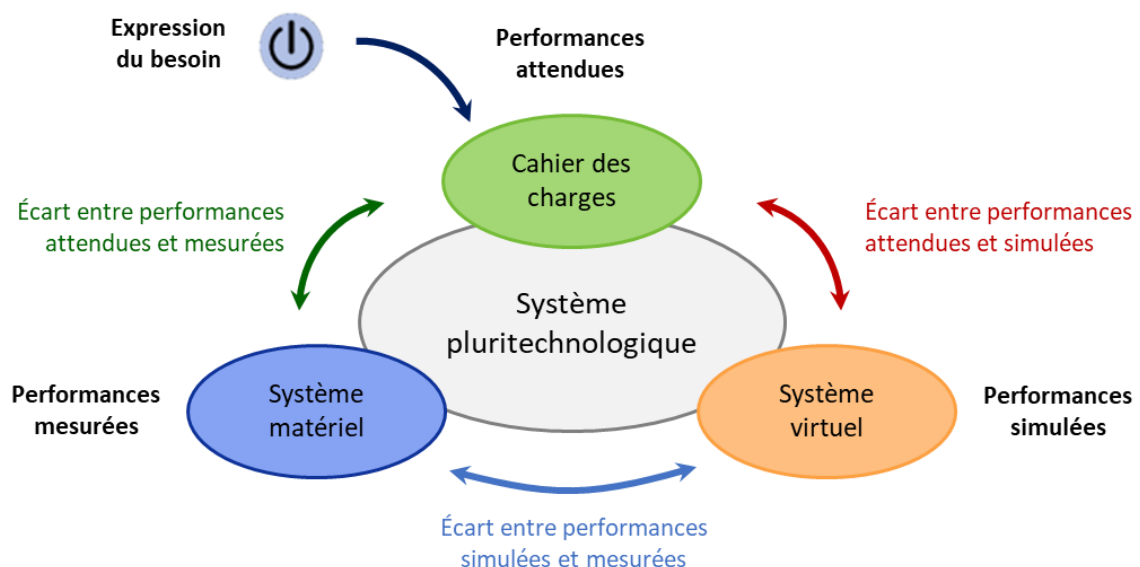 Expression
du besoin
Performances
attendues
Cahier des
charges
Écart entre performances
attendues et mesurées
Écart entre performances
attendues et simulées
Système
pluritechnologique
Performances
mesurées
Système
matériel
Système
virtuel
Performances
simulées
Écart entre performances
simulées et mesurées